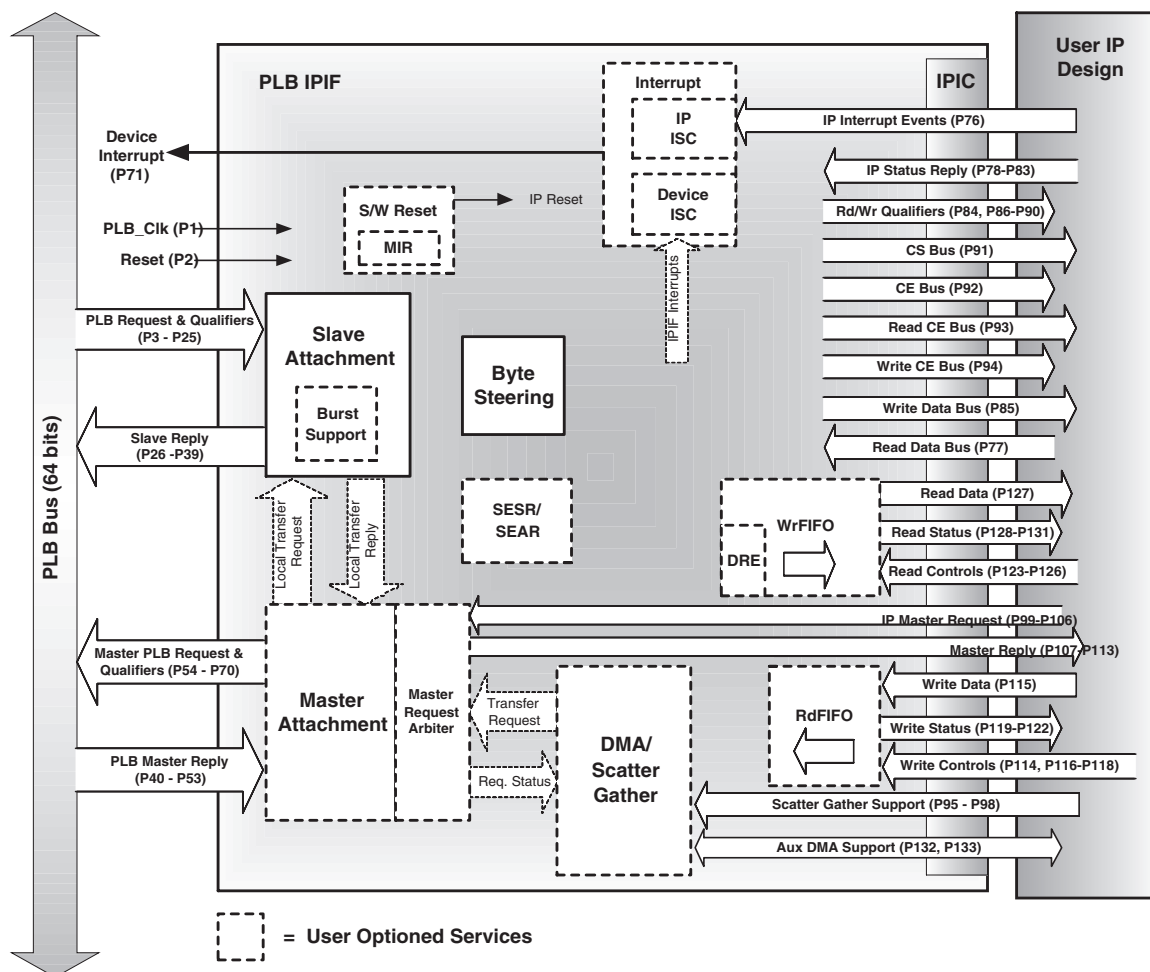 User IP
Design
PLB IPIF
IPIC
Interrupt
IP
ISC
Device
ISC
IP Interrupt Events (P76)
Device
Interrupt
(P71)
IP Status Reply (P78-P83)
S/W Reset
MIR
IP Reset
Rd/Wr Qualifiers (P84, P86-P90)
PLB_Clk (P1)
Reset (P2)
CS Bus (P91)
CE Bus (P92)
IPIF Interrupts
PLB Request & Qualifiers
(P3 - P25)
Slave
Attachment
Burst
Support
Byte
Steering
Read CE Bus (P93)
Write CE Bus (P94)
Write Data Bus (P85)
Read Data Bus (P77)
Slave Reply
(P26 -P39)
PLB Bus (64 bits)
Local Transfer
Request
Local Transfer
Reply
SESR/
SEAR
WrFIFO
DRE
Read Data (P127)
Read Status (P128-P131)
Read Controls (P123-P126)
IP Master Request (P99-P106)
Master Reply (P107-P113)
Master PLB Request &
Qualifiers (P54 - P70)
Master
Attachment
Master
Request
Arbiter
Transfer
Request
DMA/
Scatter
Gather
RdFIFO
Write Data (P115)
Write Status (P119-P122)
Write Controls (P114, P116-P118)
PLB Master Reply
(P40 - P53)
Req. Status
Scatter Gather Support (P95 - P98)
Aux DMA Support (P132, P133)
= User Optioned Services